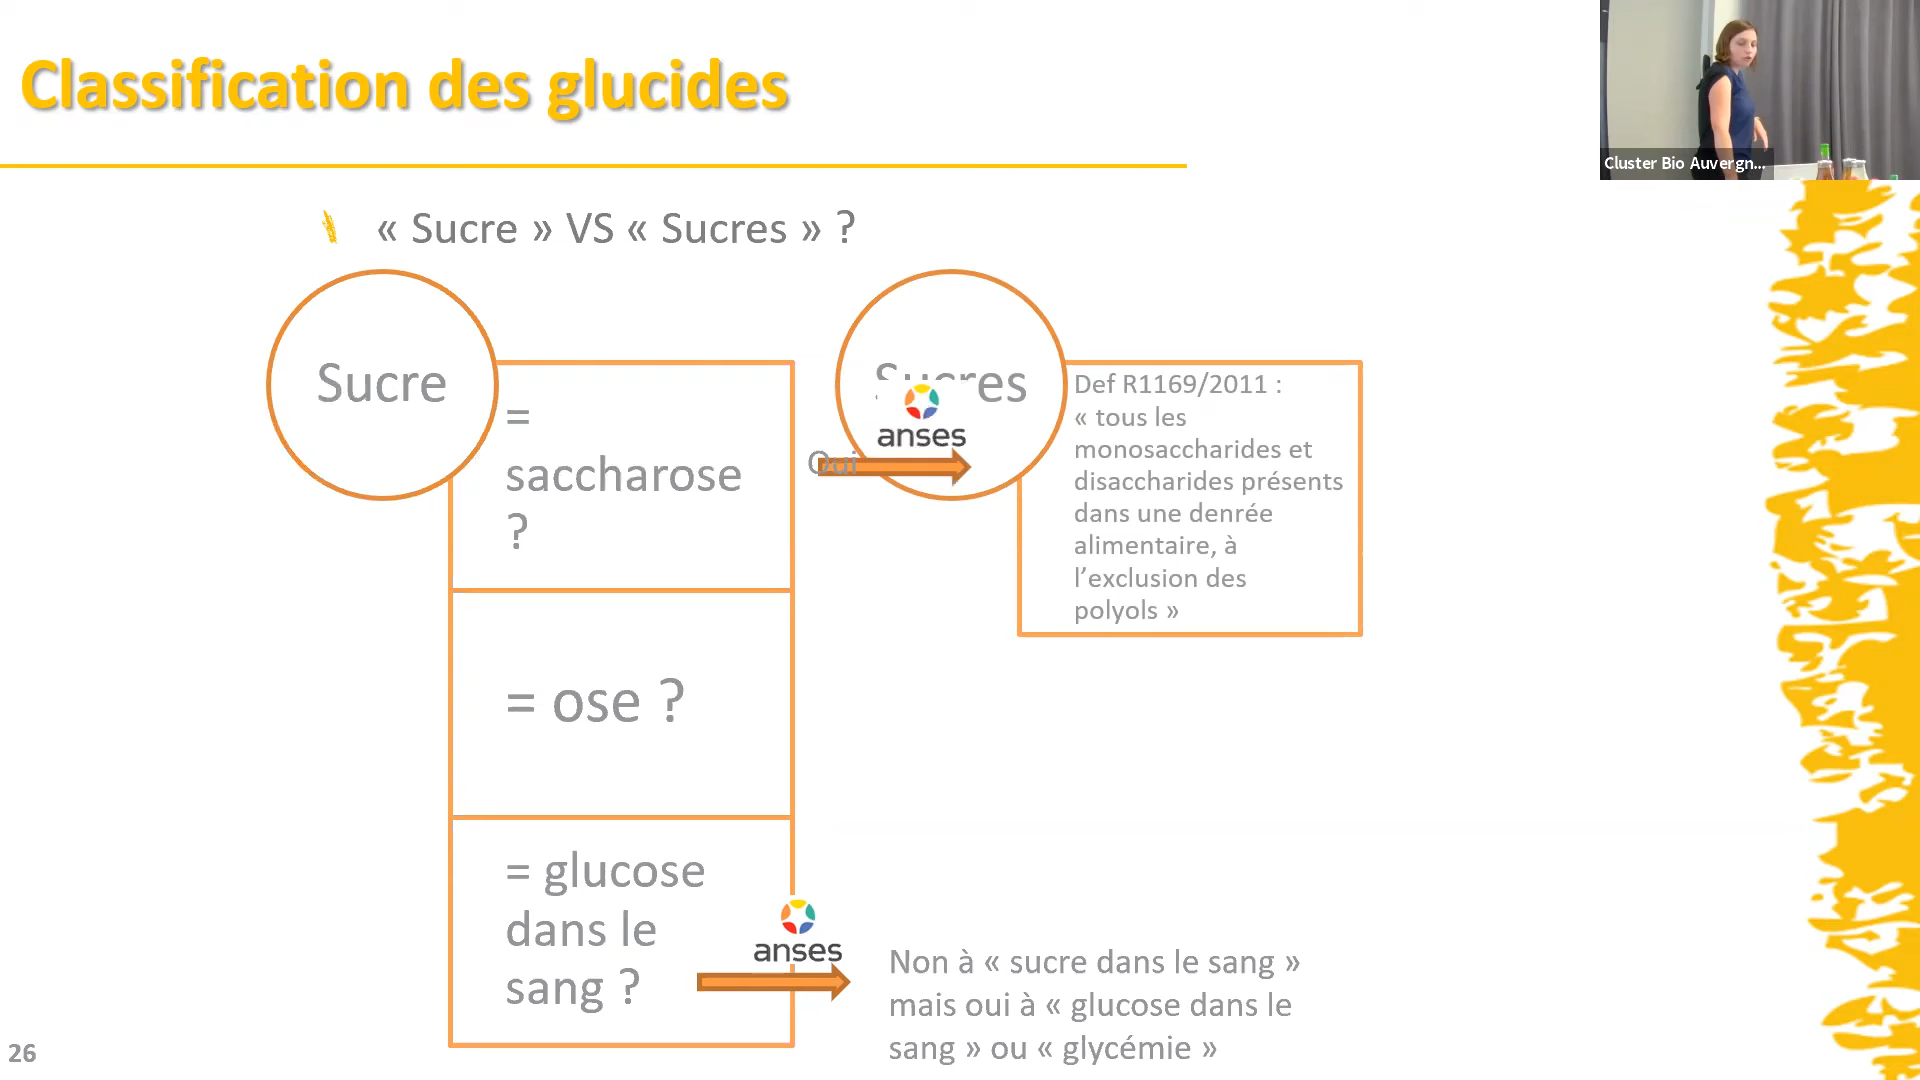 Classification des glucides
Cluster Bio Auvergn...
« Sucre » VS « Sucres » ?
Sucre
=
saccharose
?
= ose ?
= glucose
dans le
sang ?
Sucres
anses
Oui
Def R1169/2011 :
« tous les
monosaccharides et
disaccharides présents
dans une denrée
alimentaire, à
l’exclusion des
polyols »
anses
Non à « sucre dans le sang »
mais oui à « glucose dans le
sang » ou « glycémie »
26